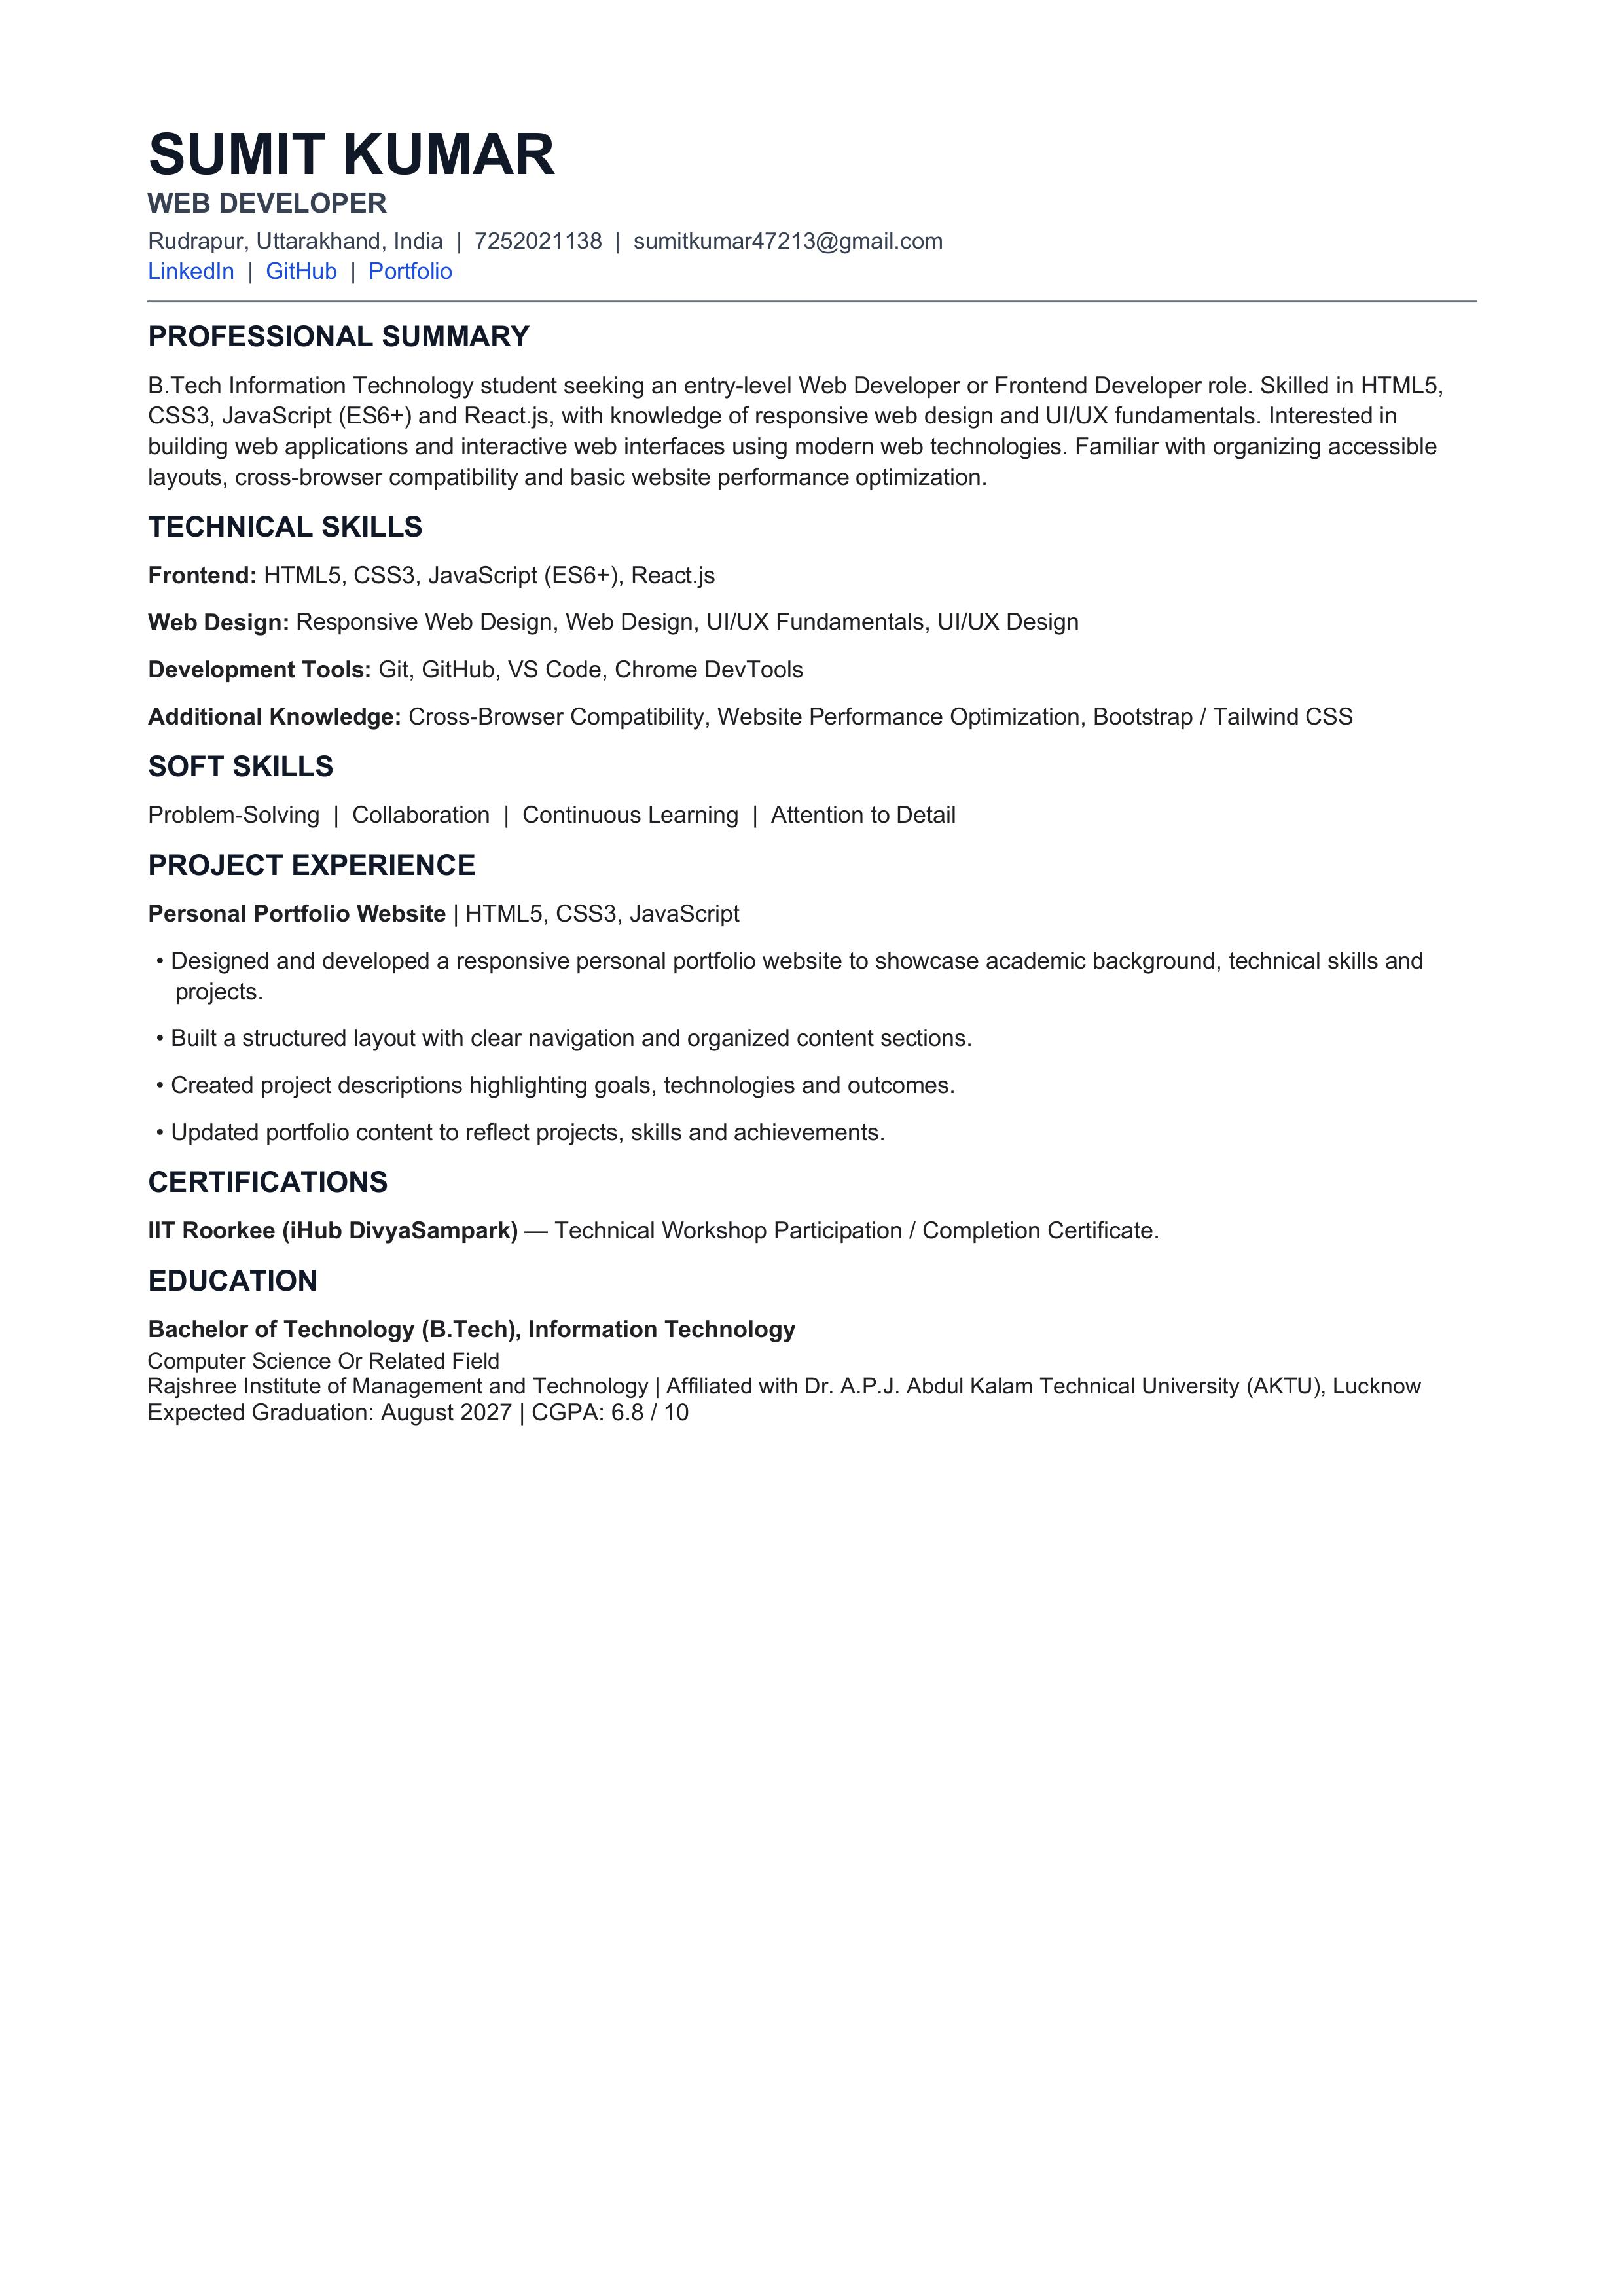 SUMIT KUMAR
WEB DEVELOPER
Rudrapur, Uttarakhand, India | 7252021138 | sumitkumar47213@gmail.com
LinkedIn | GitHub | Portfolio
PROFESSIONAL SUMMARY
B.Tech Information Technology student seeking an entry-level Web Developer or Frontend Developer role. Skilled in HTML5,
CSS3, JavaScript (ES6+) and React.js, with knowledge of responsive web design and UI/UX fundamentals. Interested in
building web applications and interactive web interfaces using modern web technologies. Familiar with organizing accessible
layouts, cross-browser compatibility and basic website performance optimization.
TECHNICAL SKILLS
Frontend: HTML5, CSS3, JavaScript (ES6+), React.js
Web Design: Responsive Web Design, Web Design, UI/UX Fundamentals, UI/UX Design
Development Tools: Git, GitHub, VS Code, Chrome DevTools
Additional Knowledge: Cross-Browser Compatibility, Website Performance Optimization, Bootstrap / Tailwind CSS
SOFT SKILLS
Problem-Solving | Collaboration | Continuous Learning | Attention to Detail
PROJECT EXPERIENCE
Personal Portfolio Website | HTML5, CSS3, JavaScript
• Designed and developed a responsive personal portfolio website to showcase academic background, technical skills and
projects.
• Built a structured layout with clear navigation and organized content sections.
• Created project descriptions highlighting goals, technologies and outcomes.
• Updated portfolio content to reflect projects, skills and achievements.
CERTIFICATIONS
IIT Roorkee (iHub DivyaSampark) — Technical Workshop Participation / Completion Certificate.
EDUCATION
Bachelor of Technology (B.Tech), Information Technology
Computer Science Or Related Field
Rajshree Institute of Management and Technology | Affiliated with Dr. A.P.J. Abdul Kalam Technical University (AKTU), Lucknow
Expected Graduation: August 2027 | CGPA: 6.8 / 10